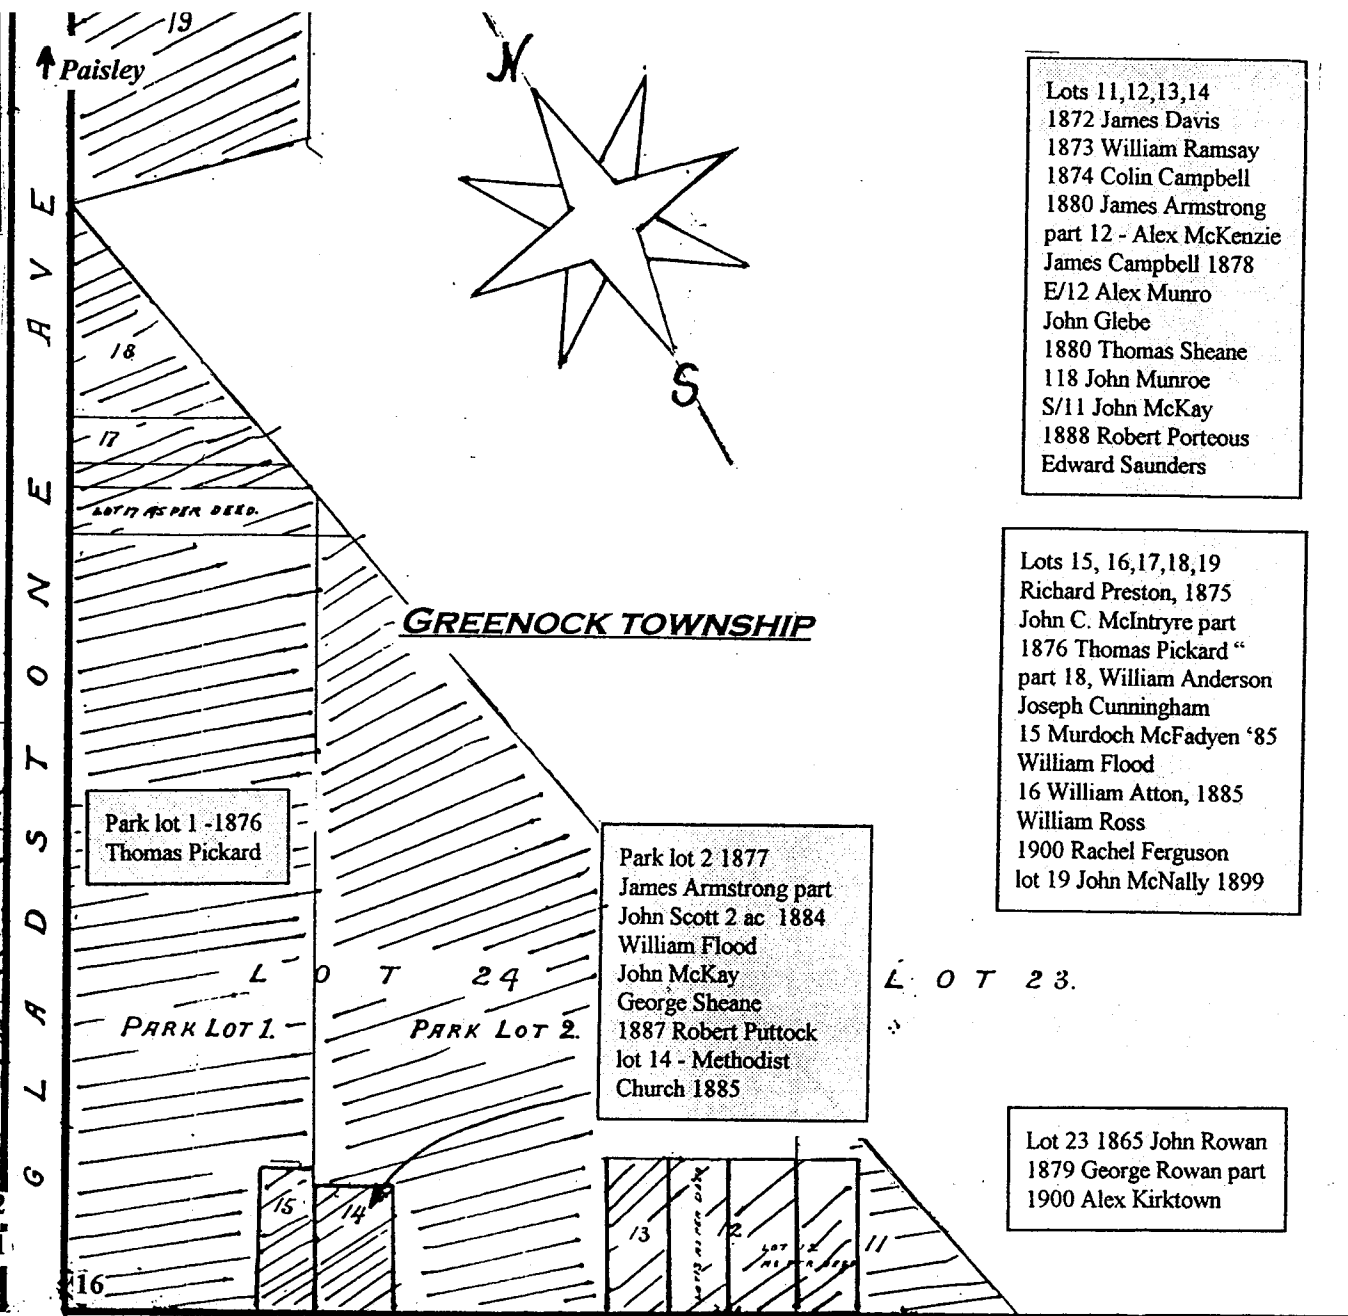 19
Paisley
N
S
GLADSTONE AVE
18
17
LOT 17 AS PER DEED.
GREENOCK TOWNSHIP
Lots 11,12,13,14
1872 James Davis
1873 William Ramsay
1874 Colin Campbell
1880 James Armstrong
part 12 - Alex McKenzie
James Campbell 1878
E/12 Alex Munro
John Glebe
1880 Thomas Sheane
118 John Munroe
S/11 John McKay
1888 Robert Porteous
Edward Saunders
Lots 15, 16,17,18,19
Richard Preston, 1875
John C. McIntryre part
1876 Thomas Pickard “
part 18, William Anderson
Joseph Cunningham
15 Murdoch McFadyen ‘85
William Flood
16 William Atton, 1885
William Ross
1900 Rachel Ferguson
lot 19 John McNally 1899
Park lot 1 -1876
Thomas Pickard
Park lot 2 1877
James Armstrong part
John Scott 2 ac 1884
William Flood
John McKay
George Sheane
1887 Robert Puttock
lot 14 - Methodist
Church 1885
LOT 24
LOT 23.
PARK LOT 1.
PARK LOT 2.
Lot 23 1865 John Rowan
1879 George Rowan part
1900 Alex Kirktown
15
14
13
12
LOT 12
AS PER DEED
11
16